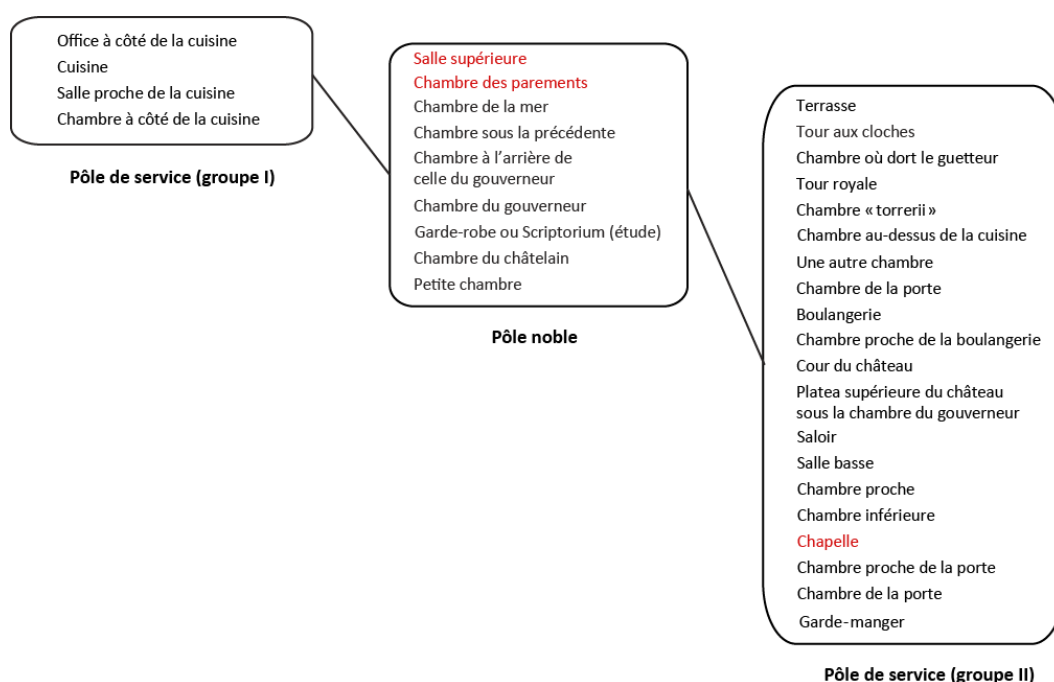 Office à côté de la cuisine
Cuisine
Salle proche de la cuisine
Chambre à côté de la cuisine
Pôle de service (groupe I)
Salle supérieure
Chambre des parements
Chambre de la mer
Chambre sous la précédente
Chambre à l’arrière de
celle du gouverneur
Chambre du gouverneur
Garde-robe ou Scriptorium (étude)
Chambre du châtelain
Petite chambre
Pôle noble
Terrasse
Tour aux cloches
Chambre où dort le guetteur
Tour royale
Chambre « torrerii »
Chambre au-dessus de la cuisine
Une autre chambre
Chambre de la porte
Boulangerie
Chambre proche de la boulangerie
Cour du château
Platea supérieure du château
sous la chambre du gouverneur
Saloir
Salle basse
Chambre proche
Chambre inférieure
Chapelle
Chambre proche de la porte
Chambre de la porte
Garde-manger
Pôle de service (groupe II)